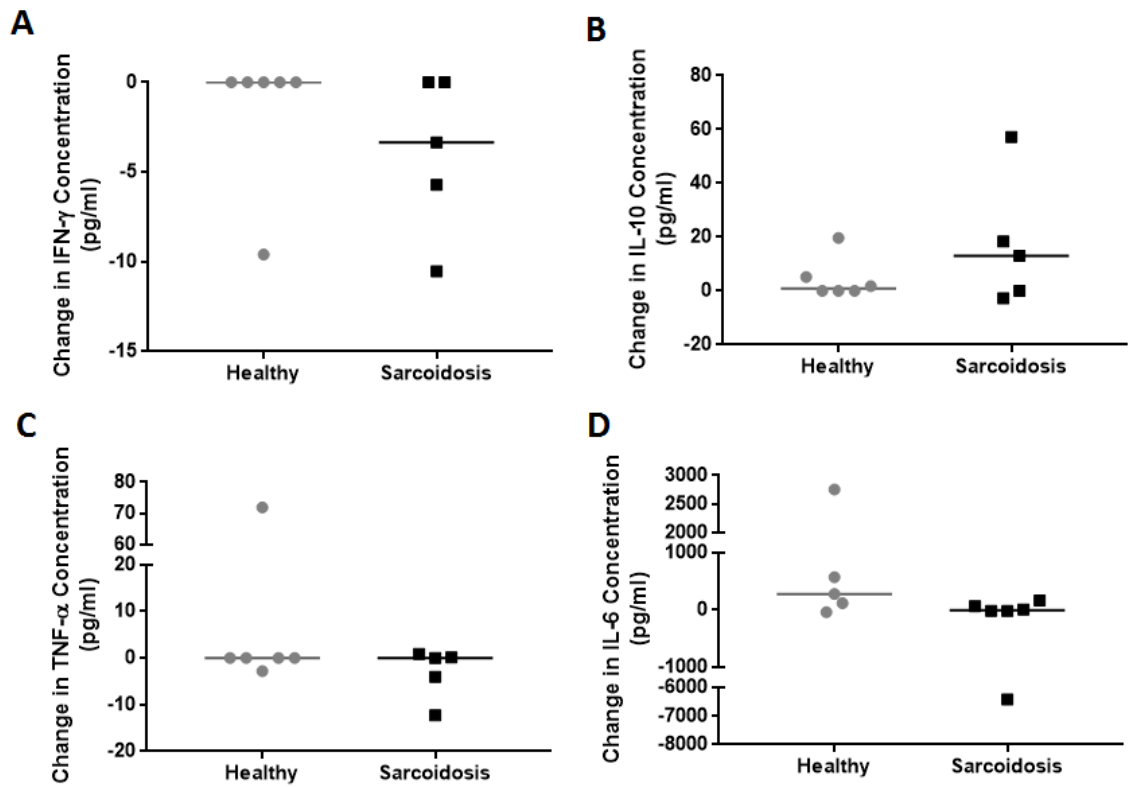 A
Change in IFN-γ Concentration
(pg/ml)
0
-5
-10
-15
Healthy
Sarcoidosis
B
Change in IL-10 Concentration
(pg/ml)
80
60
40
20
0
-20
Healthy
Sarcoidosis
C
Change in TNF-α Concentration
(pg/ml)
80
70
60
20
10
0
-10
-20
Healthy
Sarcoidosis
D
Change in IL-6 Concentration
(pg/ml)
3000
2500
2000
1000
0
-1000
-6000
-7000
-8000
Healthy
Sarcoidosis